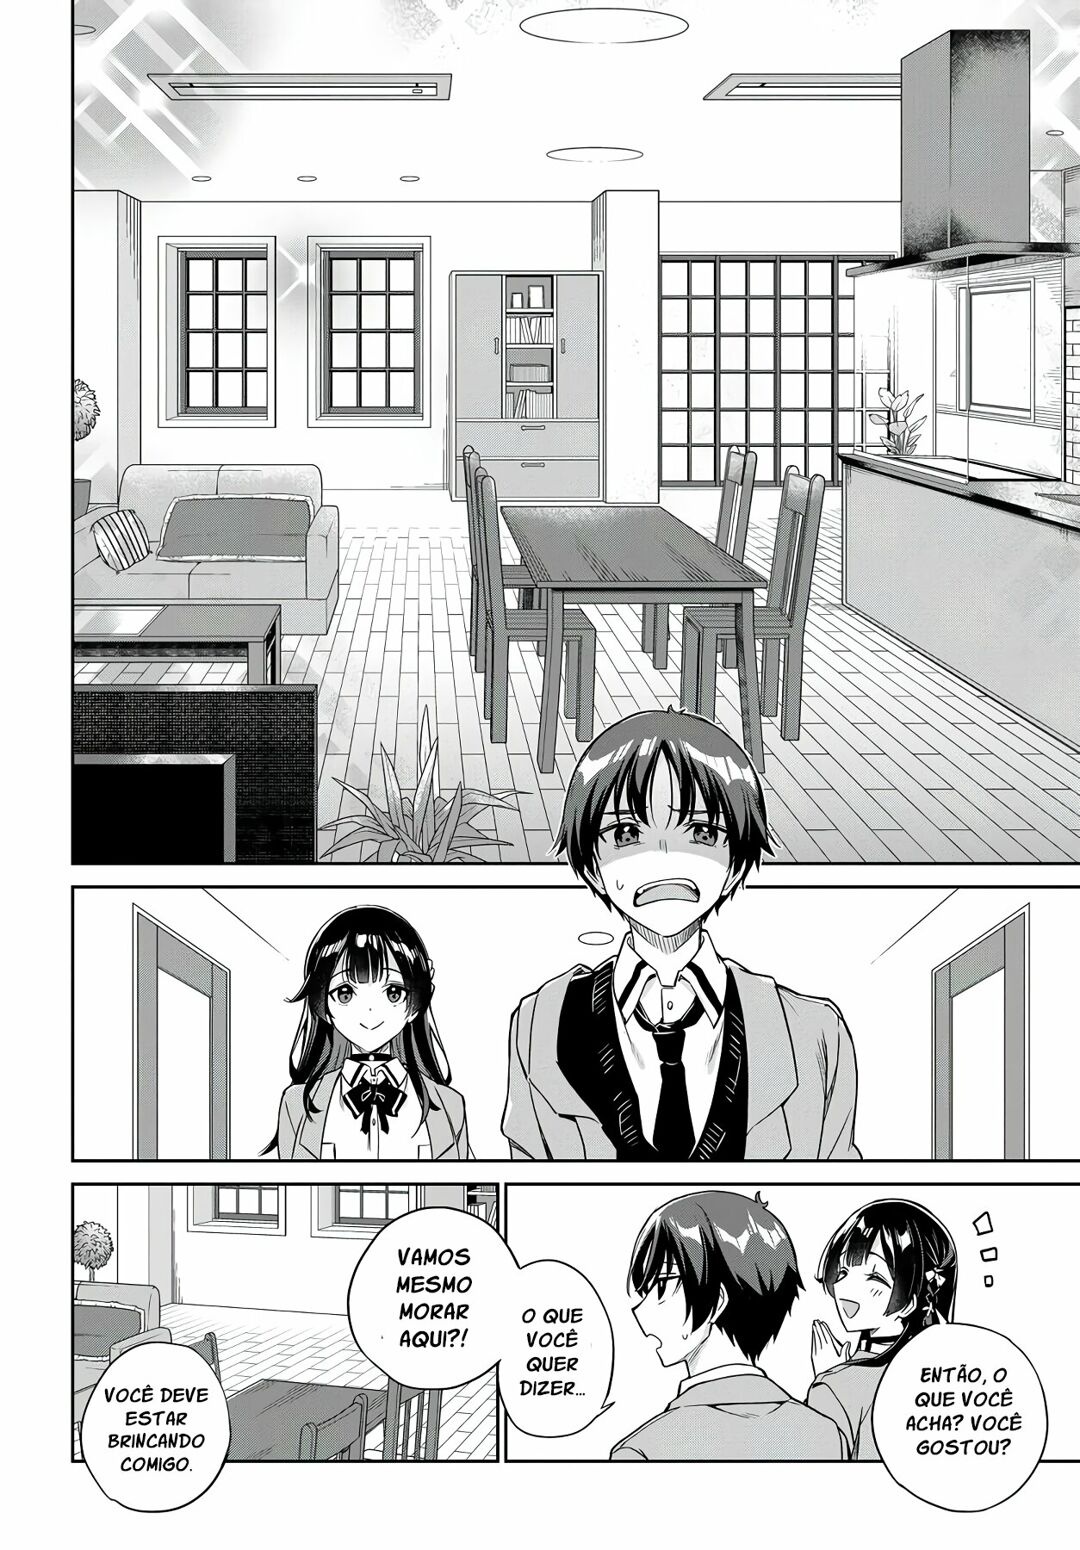 ENTÃO, O
QUE VOCÊ
ACHA? VOCÊ
GOSTOU?
O QUE
VOCÊ
QUER
DIZER...
VAMOS
MESMO
MORAR
AQUI?!
VOCÊ DEVE
ESTAR
BRINCANDO
COMIGO.